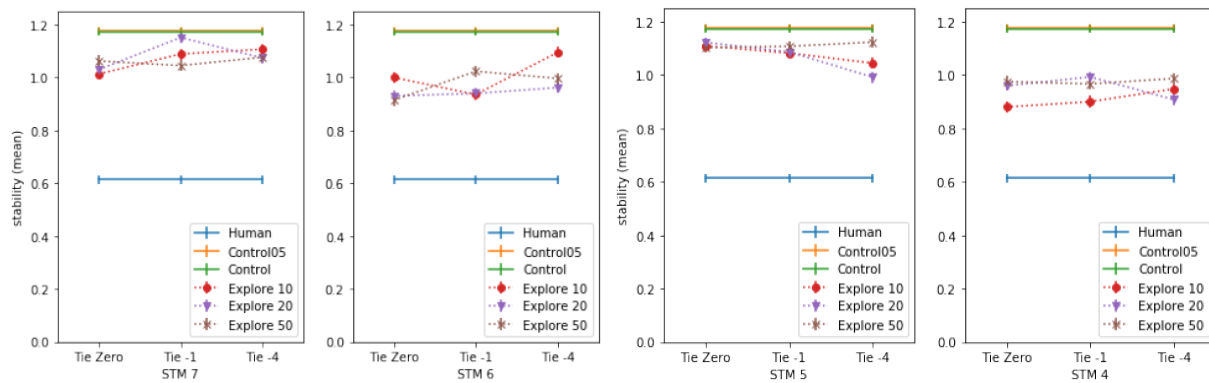 1.2
1.0
0.8
0.6
0.4
0.2
0.0
stability (mean)
Human
Control05
Control
Explore 10
Explore 20
Explore 50
Tie Zero Tie -1 Tie -4
STM 7
1.2
1.0
0.8
0.6
0.4
0.2
0.0
Human
Control05
Control
Explore 10
Explore 20
Explore 50
Tie Zero Tie -1 Tie -4
STM 6
1.2
1.0
0.8
0.6
0.4
0.2
0.0
stability (mean)
Human
Control05
Control
Explore 10
Explore 20
Explore 50
Tie Zero Tie -1 Tie -4
STM 5
1.2
1.0
0.8
0.6
0.4
0.2
0.0
Human
Control05
Control
Explore 10
Explore 20
Explore 50
Tie Zero Tie -1 Tie -4
STM 4